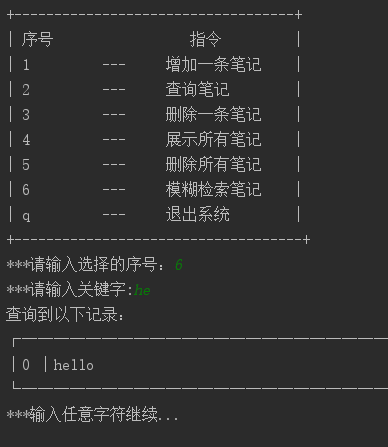 序号 指令
1 --- 增加一条笔记
2 --- 查询笔记
3 --- 删除一条笔记
4 --- 展示所有笔记
5 --- 删除所有笔记
6 --- 模糊检索笔记
q --- 退出系统
***请输入选择的序号：6
***请输入关键字:he
查询到以下记录：
0 hello
***输入任意字符继续...